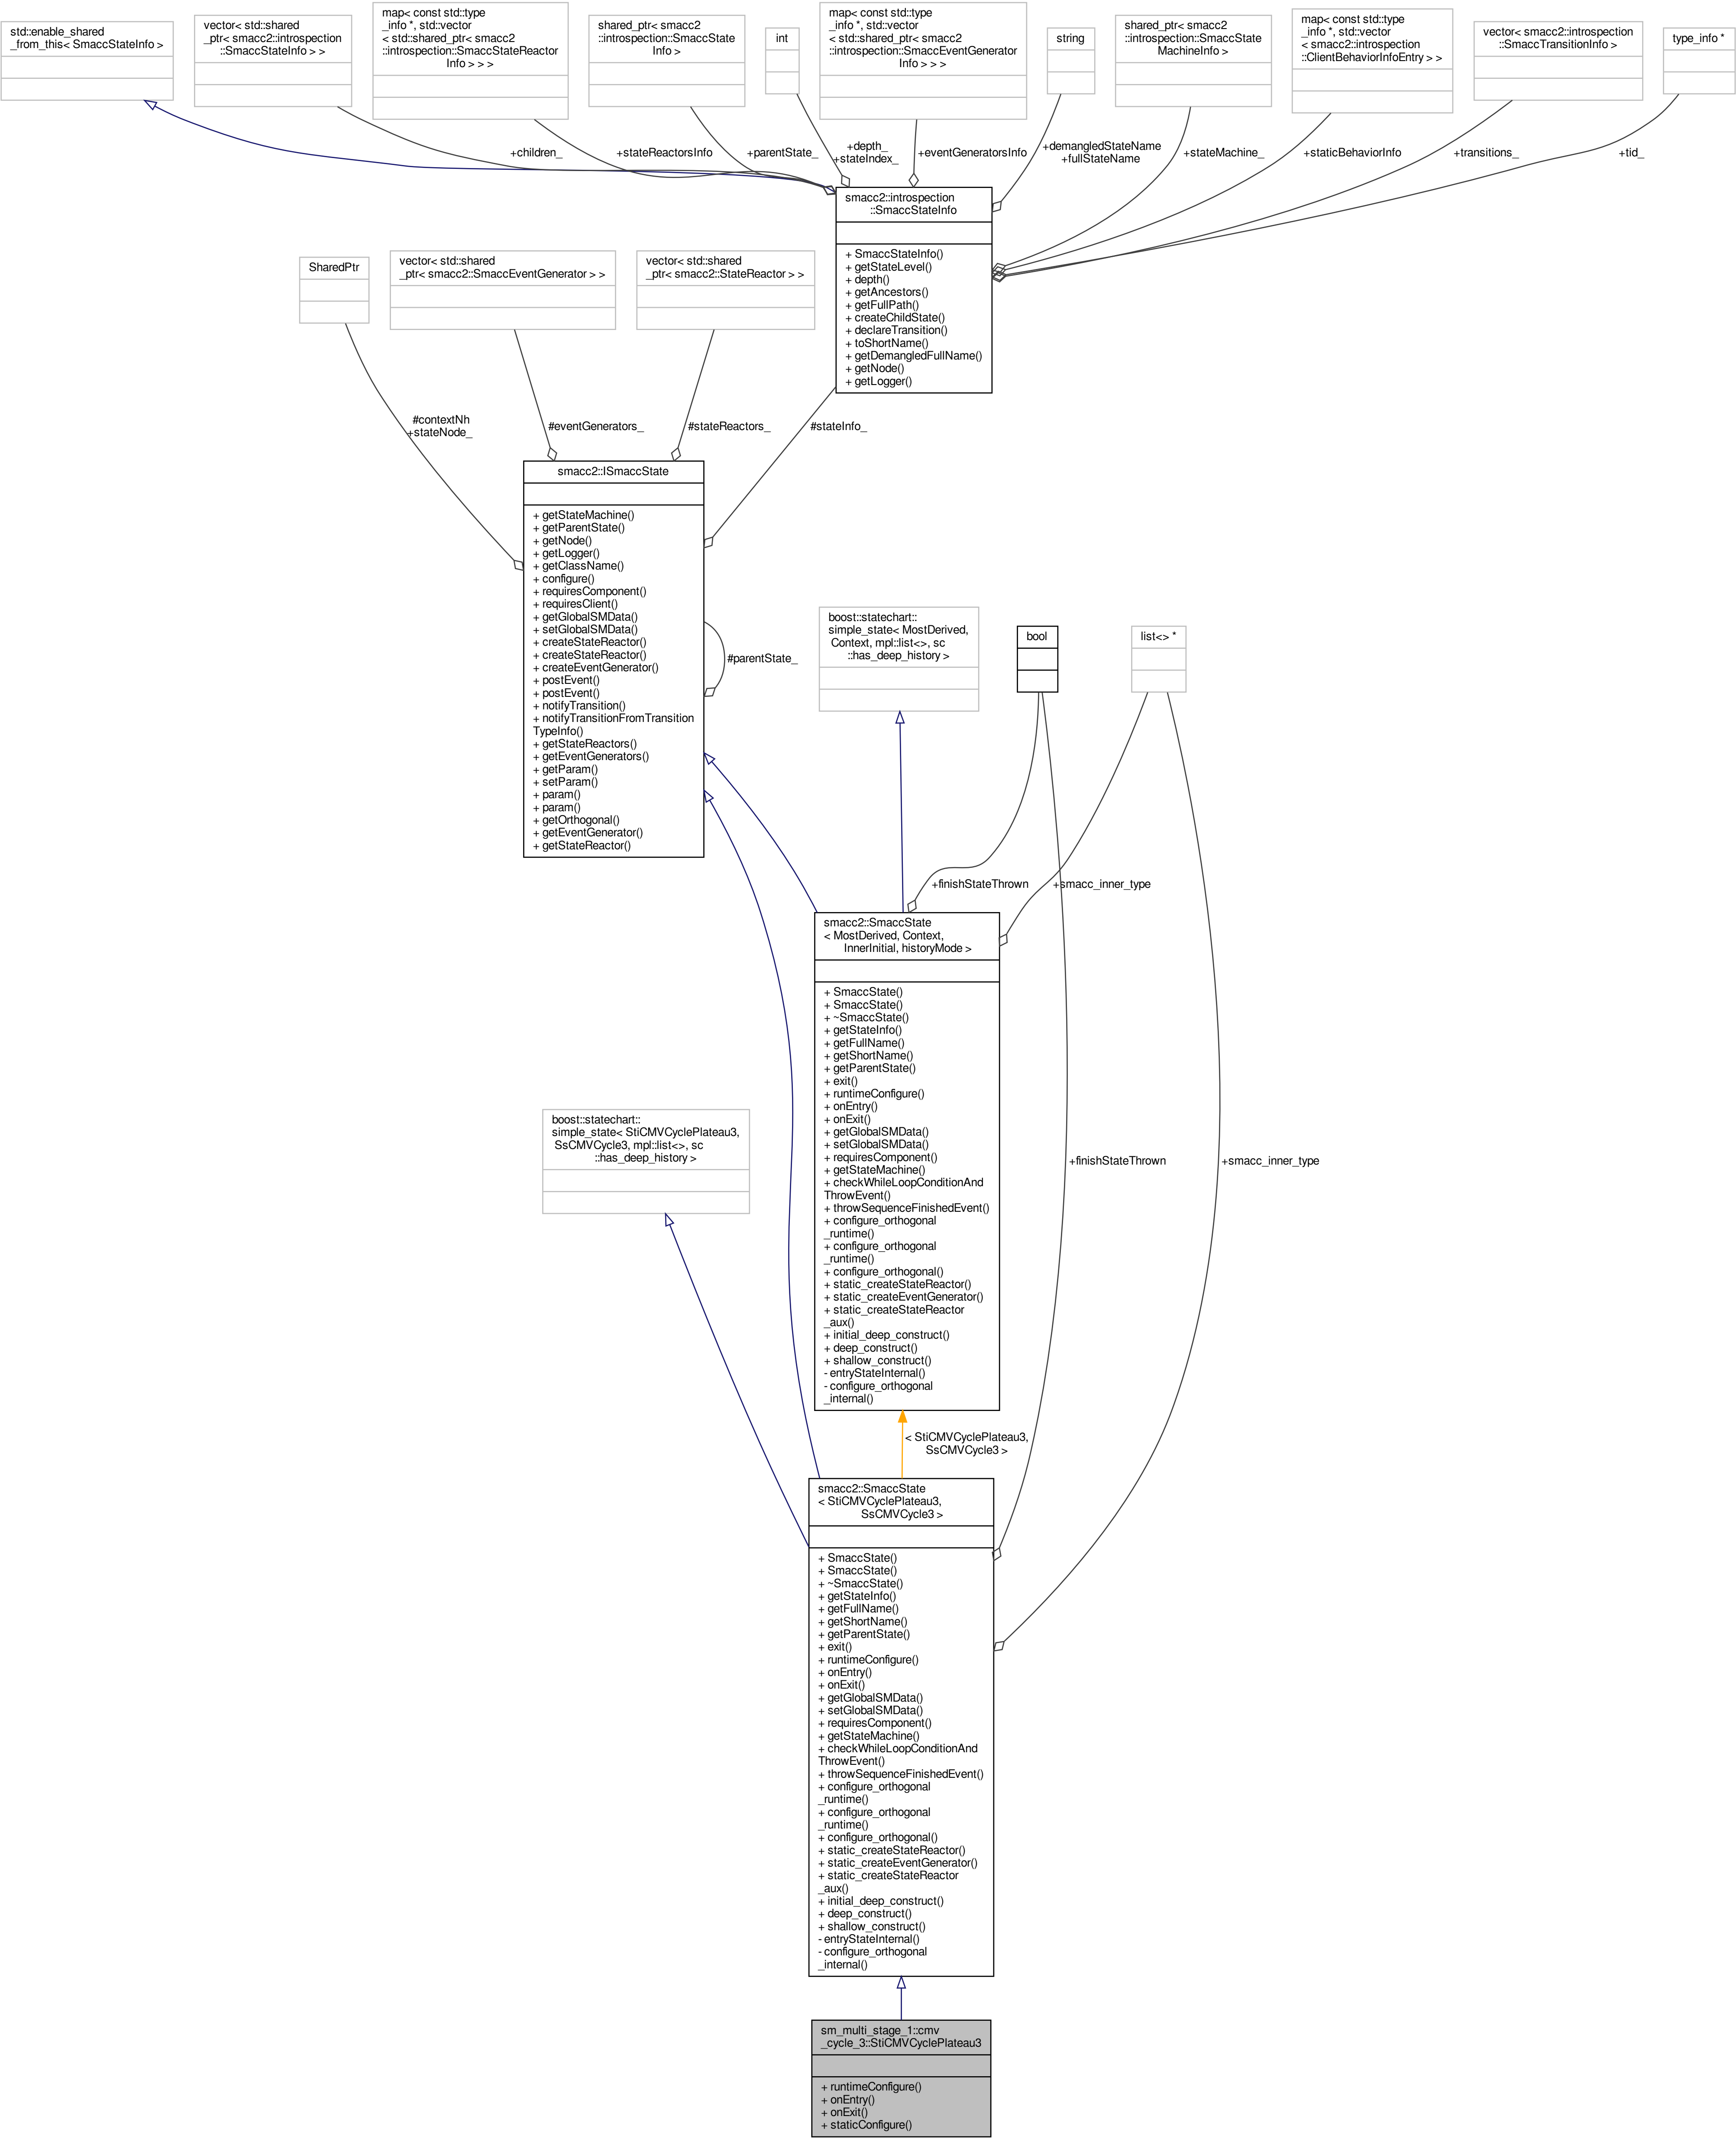 std::enable_shared
_from_this< SmaccStateInfo >
vector< std::shared
_ptr< smacc2::introspection
::SmaccStateInfo > >
map< const std::type
_info *, std::vector
< std::shared_ptr< smacc2
::introspection::SmaccStateReactor
Info > > >
shared_ptr< smacc2
::introspection::SmaccState
Info >
int
map< const std::type
_info *, std::vector
< std::shared_ptr< smacc2
::introspection::SmaccEventGenerator
Info > > >
string
shared_ptr< smacc2
::introspection::SmaccState
MachineInfo >
map< const std::type
_info *, std::vector
< smacc2::introspection
::ClientBehaviorInfoEntry > >
vector< smacc2::introspection
::SmaccTransitionInfo >
type_info *
+children_
+stateReactorsInfo
+parentState_
+depth_
+stateIndex_
+eventGeneratorsInfo
+demangledStateName
+fullStateName
+stateMachine_
+staticBehaviorInfo
+transitions_
+tid_
smacc2::introspection
::SmaccStateInfo
+ SmaccStateInfo()
+ getStateLevel()
+ depth()
+ getAncestors()
+ getFullPath()
+ createChildState()
+ declareTransition()
+ toShortName()
+ getDemangledFullName()
+ getNode()
+ getLogger()
SharedPtr
vector< std::shared
_ptr< smacc2::SmaccEventGenerator > >
vector< std::shared
_ptr< smacc2::StateReactor > >
#contextNh
+stateNode_
#eventGenerators_
#stateReactors_
#stateInfo_
smacc2::ISmaccState
+ getStateMachine()
+ getParentState()
+ getNode()
+ getLogger()
+ getClassName()
+ configure()
+ requiresComponent()
+ requiresClient()
+ getGlobalSMData()
+ setGlobalSMData()
+ createStateReactor()
+ createStateReactor()
+ createEventGenerator()
+ postEvent()
+ postEvent()
+ notifyTransition()
+ notifyTransitionFromTransition
TypeInfo()
+ getStateReactors()
+ getEventGenerators()
+ getParam()
+ setParam()
+ param()
+ param()
+ getOrthogonal()
+ getEventGenerator()
+ getStateReactor()
#parentState_
boost::statechart::
simple_state< MostDerived,
Context, mpl::list<>, sc
::has_deep_history >
bool
list<> *
+finishStateThrown
+smacc_inner_type
smacc2::SmaccState
< MostDerived, Context,
InnerInitial, historyMode >
+ SmaccState()
+ SmaccState()
+ ~SmaccState()
+ getStateInfo()
+ getFullName()
+ getShortName()
+ getParentState()
+ exit()
+ runtimeConfigure()
+ onEntry()
+ onExit()
+ getGlobalSMData()
+ setGlobalSMData()
+ requiresComponent()
+ getStateMachine()
+ checkWhileLoopConditionAnd
ThrowEvent()
+ throwSequenceFinishedEvent()
+ configure_orthogonal
_runtime()
+ configure_orthogonal
_runtime()
+ configure_orthogonal()
+ static_createStateReactor()
+ static_createEventGenerator()
+ static_createStateReactor
_aux()
+ initial_deep_construct()
+ deep_construct()
+ shallow_construct()
- entryStateInternal()
- configure_orthogonal
_internal()
boost::statechart::
simple_state< StiCMVCyclePlateau3,
SsCMVCycle3, mpl::list<>, sc
::has_deep_history >
+finishStateThrown
+smacc_inner_type
< StiCMVCyclePlateau3,
SsCMVCycle3 >
smacc2::SmaccState
< StiCMVCyclePlateau3,
SsCMVCycle3 >
+ SmaccState()
+ SmaccState()
+ ~SmaccState()
+ getStateInfo()
+ getFullName()
+ getShortName()
+ getParentState()
+ exit()
+ runtimeConfigure()
+ onEntry()
+ onExit()
+ getGlobalSMData()
+ setGlobalSMData()
+ requiresComponent()
+ getStateMachine()
+ checkWhileLoopConditionAnd
ThrowEvent()
+ throwSequenceFinishedEvent()
+ configure_orthogonal
_runtime()
+ configure_orthogonal
_runtime()
+ configure_orthogonal()
+ static_createStateReactor()
+ static_createEventGenerator()
+ static_createStateReactor
_aux()
+ initial_deep_construct()
+ deep_construct()
+ shallow_construct()
- entryStateInternal()
- configure_orthogonal
_internal()
sm_multi_stage_1::cmv
_cycle_3::StiCMVCyclePlateau3
+ runtimeConfigure()
+ onEntry()
+ onExit()
+ staticConfigure()